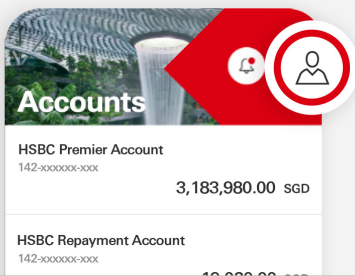 Accounts
HSBC Premier Account
142-xxxxxx-xxx
3,183,980.00 SGD
HSBC Repayment Account
142-xxxxxx-xxx